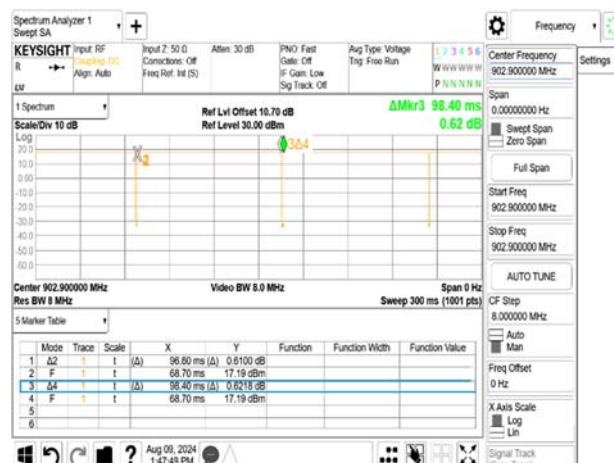 Spectrum Analyzer 1
Swept SA
Frequency
Settings
KEYSIGHT Input: RF
Coupling: DC
Align: Auto
Input Z: 50 Ω
Corrections: Off
Freq Ref: Int (S)
Atten: 30 dB
PNO: Fast
Gate: Off
IF Gain: Low
Sig Track: Off
Avg Type: Voltage
Trig: Free Run
1 2 3 4 5 6
W W W W W W
P N N N N N
R
1 Spectrum
Scale/Div 10 dB
Log
Ref Lvl Offset 10.70 dB
Ref Level 30.00 dBm
ΔMkr3 98.40 ms
0.62 dB
20.0
10.0
0.00
-10.0
-20.0
-30.0
-40.0
-50.0
-60.0
2
3Δ4
Center 902.900000 MHz
Res BW 8 MHz
Video BW 8.0 MHz
Span 0 Hz
Sweep 300 ms (1001 pts)
5 Marker Table
Mode Trace Scale X Y Function Function Width Function Value
1 Δ2 1 t (Δ) 96.60 ms (Δ) 0.6100 dB
2 F 1 t 68.70 ms 17.19 dBm
3 Δ4 1 t (Δ) 98.40 ms (Δ) 0.6218 dB
4 F 1 t 68.70 ms 17.19 dBm
5
6
Aug 09, 2024
1:47:49 PM
Center Frequency
902.900000 MHz
Span
0.00000000 Hz
Swept Span
Zero Span
Full Span
Start Freq
902.900000 MHz
Stop Freq
902.900000 MHz
AUTO TUNE
CF Step
8.000000 MHz
Auto
Man
Freq Offset
0 Hz
X Axis Scale
Log
Lin
Signal Track